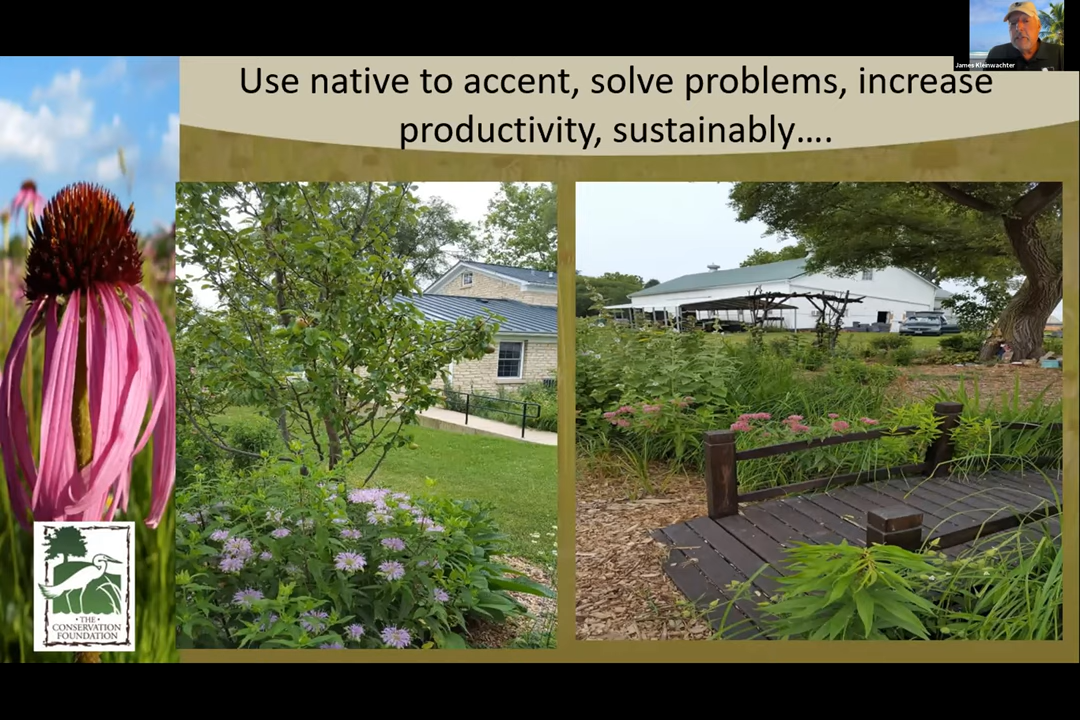 James Kleinwachter
Use native to accent, solve problems, increase
productivity, sustainably....
• THE •
CONSERVATION
FOUNDATION